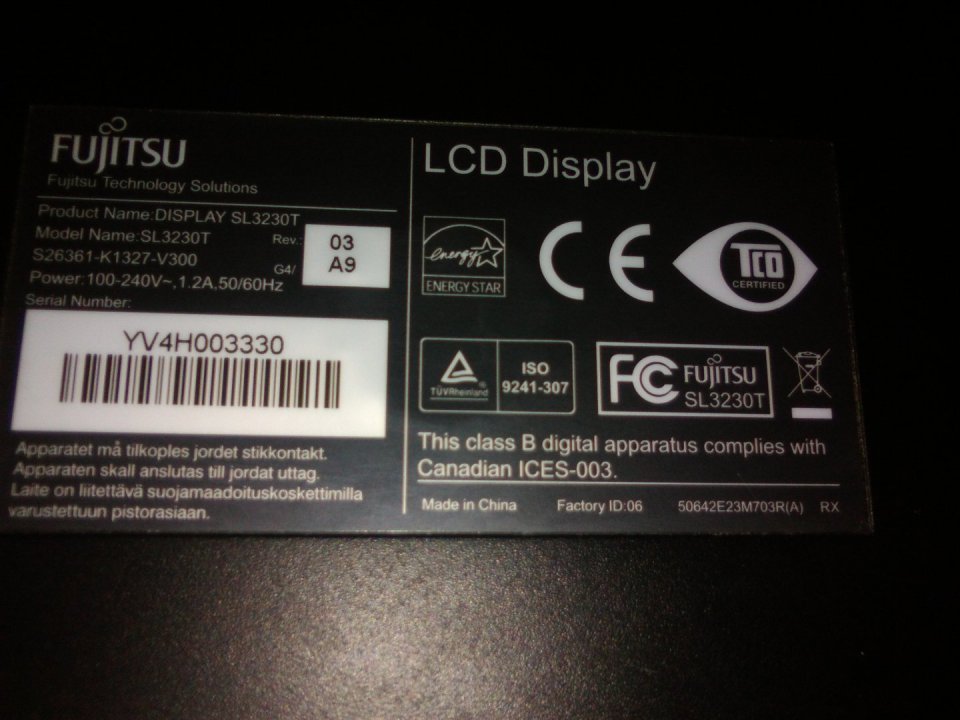 FUJITSU
Fujitsu Technology Solutions
Product Name:DISPLAY SL3230T
Model Name:SL3230T
Rev.: 03
S26361-K1327-V300
G4/ A9
Power:100-240V~,1.2A,50/60Hz
Serial Number:
YV4H003330
Apparatet må tilkoples jordet stikkontakt.
Apparaten skall anslutas till jordat uttag.
Laite on liitettävä suojamaadoituskoskettimilla
varustettuun pistorasiaan.
LCD Display
energy
ENERGY STAR
CE
TCO
CERTIFIED
TÜVRheinland
ISO
9241-307
FC
FUJITSU
SL3230T
This class B digital apparatus complies with
Canadian ICES-003.
Made in China Factory ID:06 50642E23M703R(A) RX